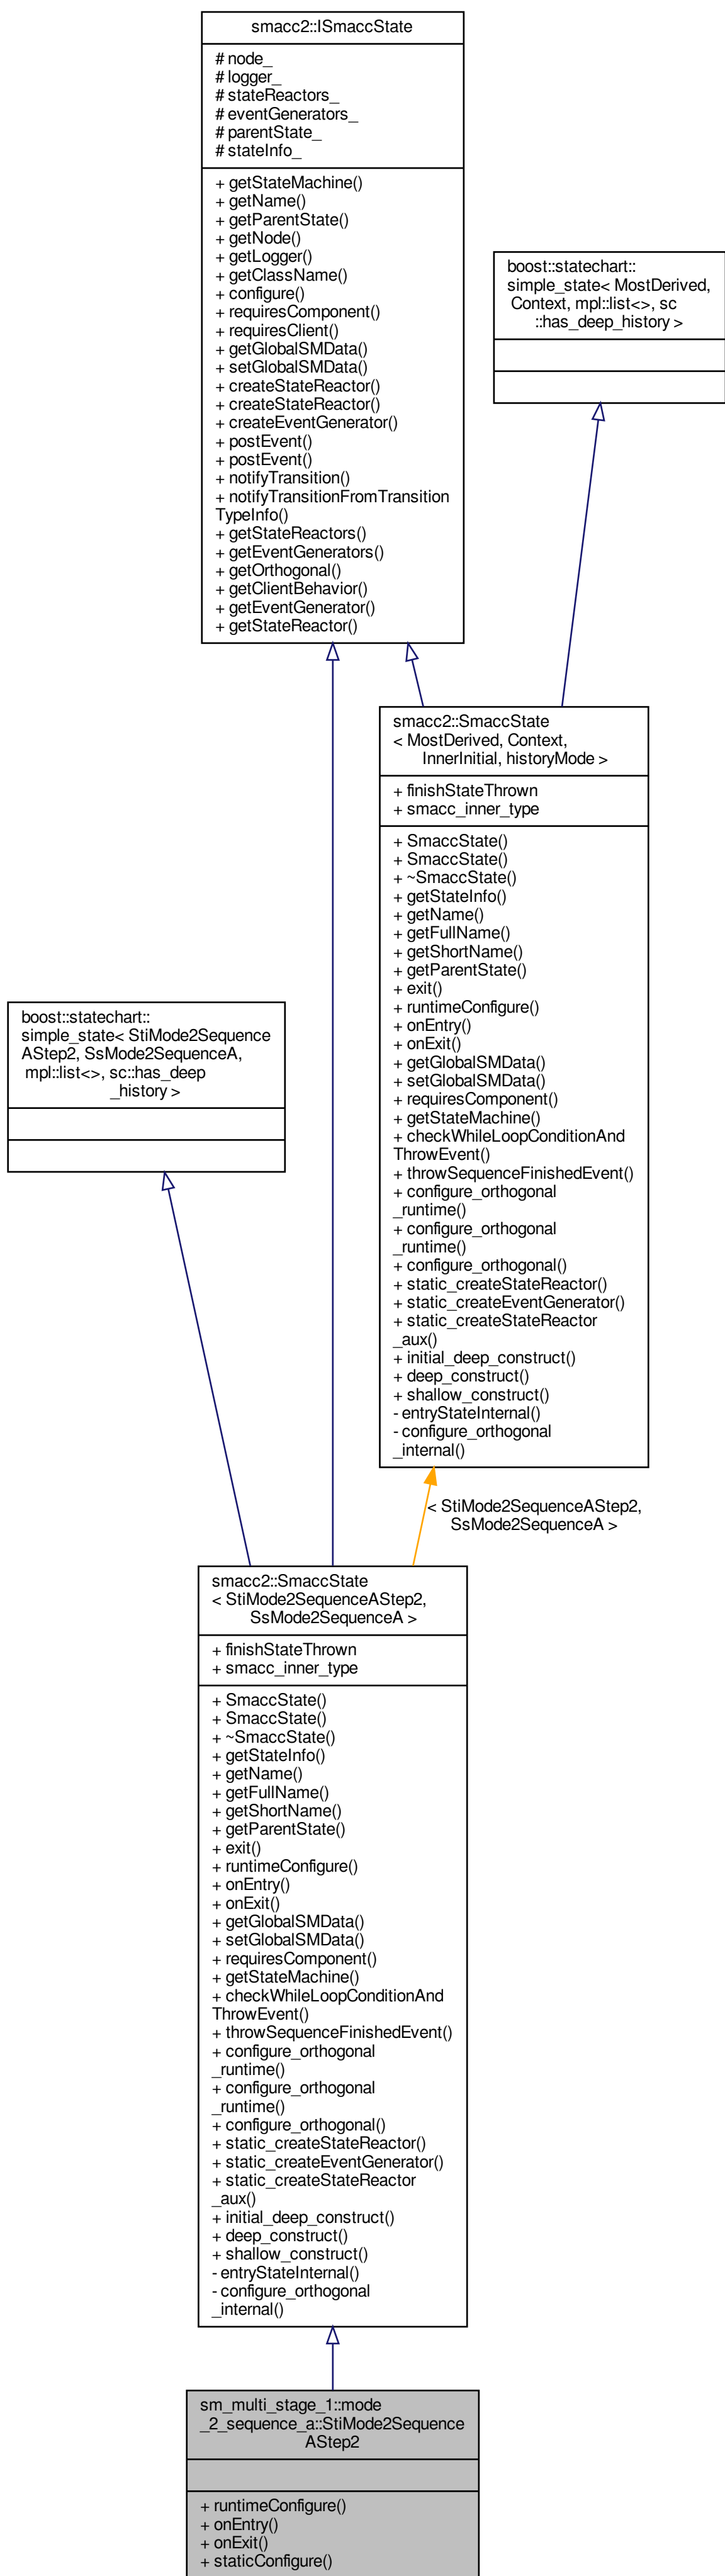 smacc2::ISmaccState
# node_
# logger_
# stateReactors_
# eventGenerators_
# parentState_
# stateInfo_
+ getStateMachine()
+ getName()
+ getParentState()
+ getNode()
+ getLogger()
+ getClassName()
+ configure()
+ requiresComponent()
+ requiresClient()
+ getGlobalSMData()
+ setGlobalSMData()
+ createStateReactor()
+ createStateReactor()
+ createEventGenerator()
+ postEvent()
+ postEvent()
+ notifyTransition()
+ notifyTransitionFromTransition
TypeInfo()
+ getStateReactors()
+ getEventGenerators()
+ getOrthogonal()
+ getClientBehavior()
+ getEventGenerator()
+ getStateReactor()
boost::statechart::
simple_state< MostDerived,
Context, mpl::list<>, sc
::has_deep_history >
smacc2::SmaccState
< MostDerived, Context,
InnerInitial, historyMode >
+ finishStateThrown
+ smacc_inner_type
+ SmaccState()
+ SmaccState()
+ ~SmaccState()
+ getStateInfo()
+ getName()
+ getFullName()
+ getShortName()
+ getParentState()
+ exit()
+ runtimeConfigure()
+ onEntry()
+ onExit()
+ getGlobalSMData()
+ setGlobalSMData()
+ requiresComponent()
+ getStateMachine()
+ checkWhileLoopConditionAnd
ThrowEvent()
+ throwSequenceFinishedEvent()
+ configure_orthogonal
_runtime()
+ configure_orthogonal
_runtime()
+ configure_orthogonal()
+ static_createStateReactor()
+ static_createEventGenerator()
+ static_createStateReactor
_aux()
+ initial_deep_construct()
+ deep_construct()
+ shallow_construct()
- entryStateInternal()
- configure_orthogonal
_internal()
boost::statechart::
simple_state< StiMode2Sequence
AStep2, SsMode2SequenceA,
mpl::list<>, sc::has_deep
_history >
< StiMode2SequenceAStep2,
SsMode2SequenceA >
smacc2::SmaccState
< StiMode2SequenceAStep2,
SsMode2SequenceA >
+ finishStateThrown
+ smacc_inner_type
+ SmaccState()
+ SmaccState()
+ ~SmaccState()
+ getStateInfo()
+ getName()
+ getFullName()
+ getShortName()
+ getParentState()
+ exit()
+ runtimeConfigure()
+ onEntry()
+ onExit()
+ getGlobalSMData()
+ setGlobalSMData()
+ requiresComponent()
+ getStateMachine()
+ checkWhileLoopConditionAnd
ThrowEvent()
+ throwSequenceFinishedEvent()
+ configure_orthogonal
_runtime()
+ configure_orthogonal
_runtime()
+ configure_orthogonal()
+ static_createStateReactor()
+ static_createEventGenerator()
+ static_createStateReactor
_aux()
+ initial_deep_construct()
+ deep_construct()
+ shallow_construct()
- entryStateInternal()
- configure_orthogonal
_internal()
sm_multi_stage_1::mode
_2_sequence_a::StiMode2Sequence
AStep2
+ runtimeConfigure()
+ onEntry()
+ onExit()
+ staticConfigure()